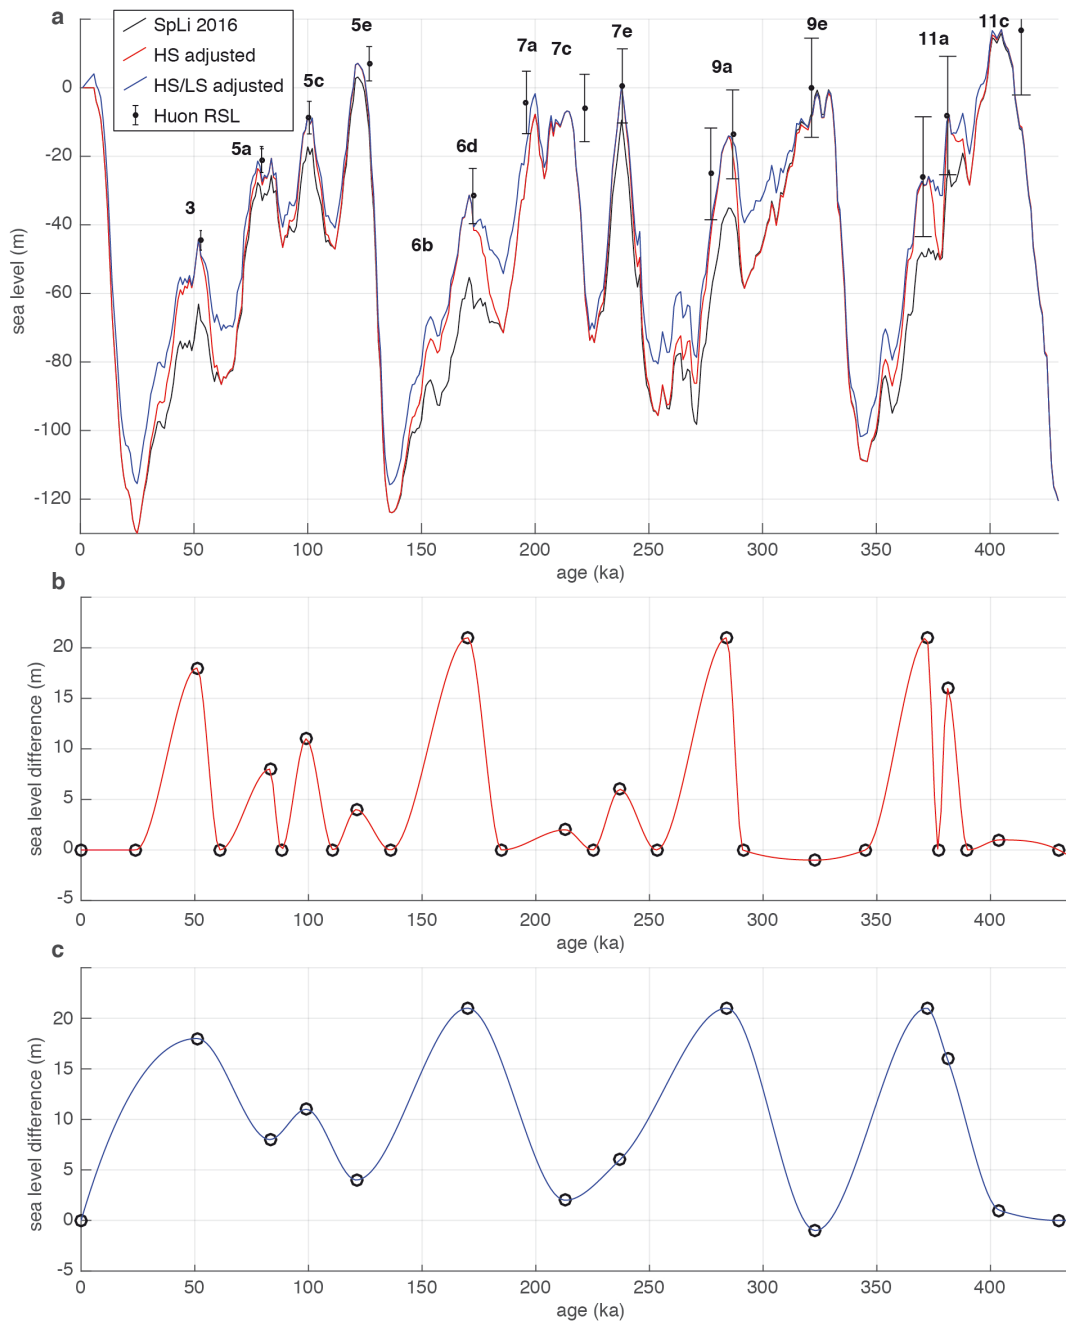 a
SpLi 2016
HS adjusted
HS/LS adjusted
Huon RSL
3
5a
5c
5e
6b
6d
7a
7c
7e
9a
9e
11a
11c
sea level (m)
0
-20
-40
-60
-80
-100
-120
0 50 100 150 200 250 300 350 400
age (ka)
b
sea level difference (m)
20
15
10
5
0
-5
0 50 100 150 200 250 300 350 400
age (ka)
c
sea level difference (m)
20
15
10
5
0
-5
0 50 100 150 200 250 300 350 400
age (ka)